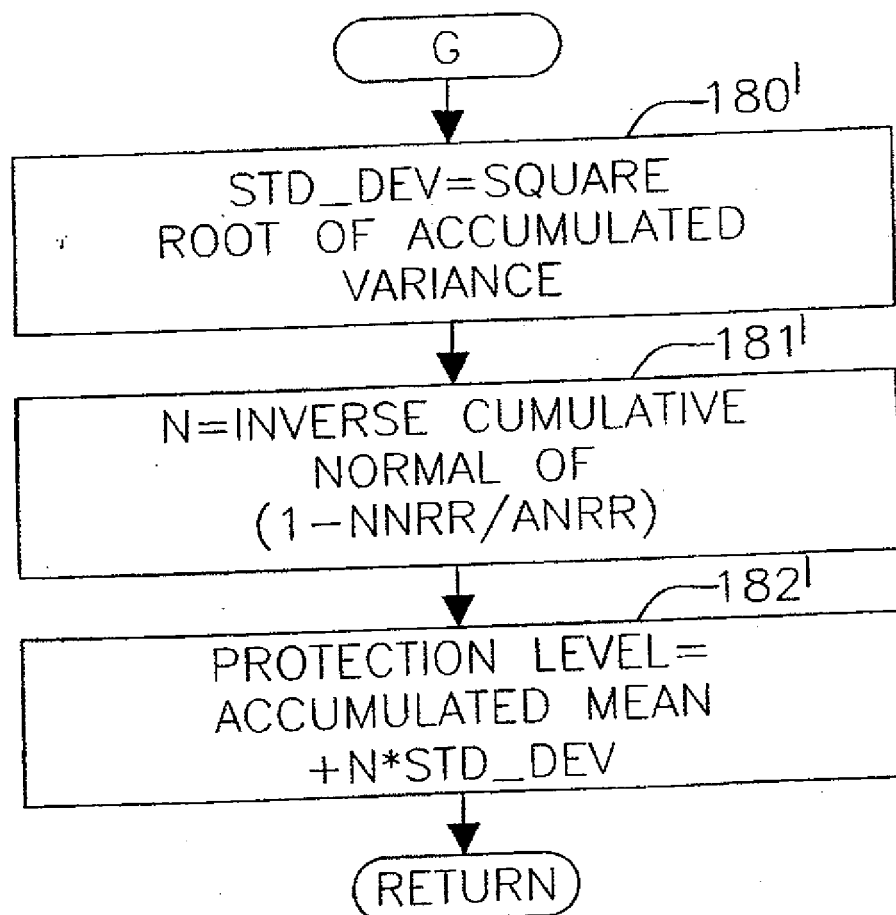 G
180'
STD_DEV=SQUARE
ROOT OF ACCUMULATED
VARIANCE
181'
N=INVERSE CUMULATIVE
NORMAL OF
(1-NNRR/ANRR)
182'
PROTECTION LEVEL=
ACCUMULATED MEAN
+N*STD_DEV
RETURN